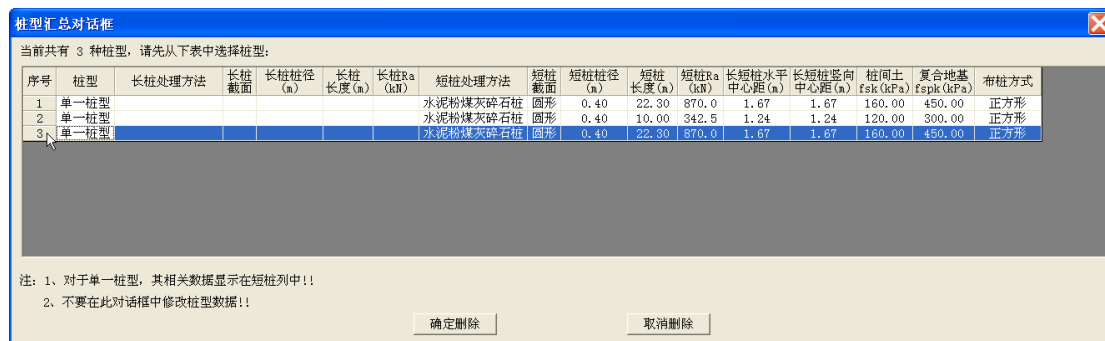 桩型汇总对话框
当前共有 3 种桩型，请先从下表中选择桩型:
序号 桩型 长桩处理方法 长桩截面 长桩桩径(m) 长桩长度(m) 长桩Ra(kN) 短桩处理方法 短桩截面 短桩桩径(m) 短桩长度(m) 短桩Ra(kN) 长短桩水平中心距(m) 长短桩竖向中心距(m) 桩间土fsk(kPa) 复合地基fspk(kPa) 布桩方式
1 单一桩型 水泥粉煤灰碎石桩 圆形 0.40 22.30 870.0 1.67 1.67 160.00 450.00 正方形
2 单一桩型 水泥粉煤灰碎石桩 圆形 0.40 10.00 342.5 1.24 1.24 120.00 300.00 正方形
3 单一桩型 水泥粉煤灰碎石桩 圆形 0.40 22.30 870.0 1.67 1.67 160.00 450.00 正方形
注: 1、对于单一桩型，其相关数据显示在短桩列中!!
2、不要在此对话框中修改桩型数据!!
确定删除 取消删除